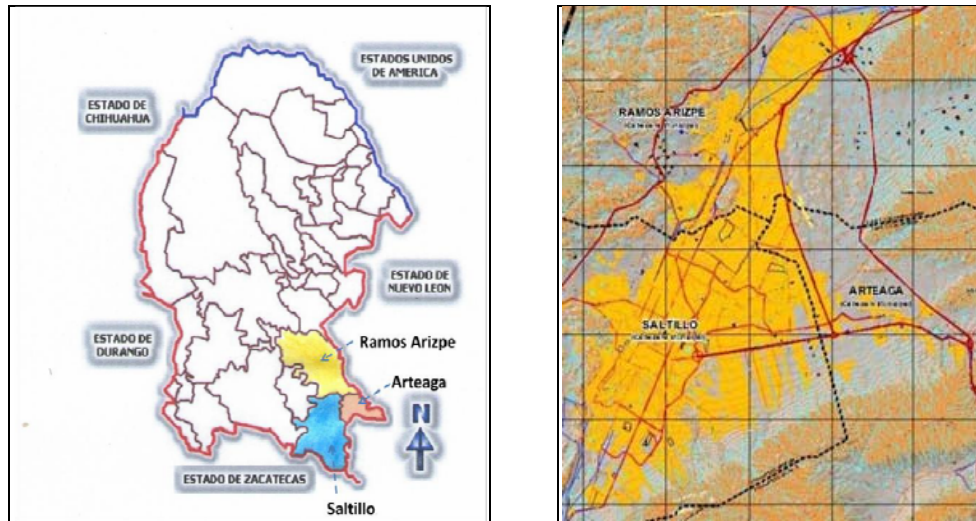 ESTADOS UNIDOS
DE AMERICA
ESTADO DE
CHIHUAHUA
ESTADO DE
NUEVO LEON
ESTADO DE
DURANGO
Ramos Arizpe
Arteaga
N
ESTADO DE ZACATECAS
Saltillo
RAMOS ARIZPE
ARTEAGA
SALTILLO